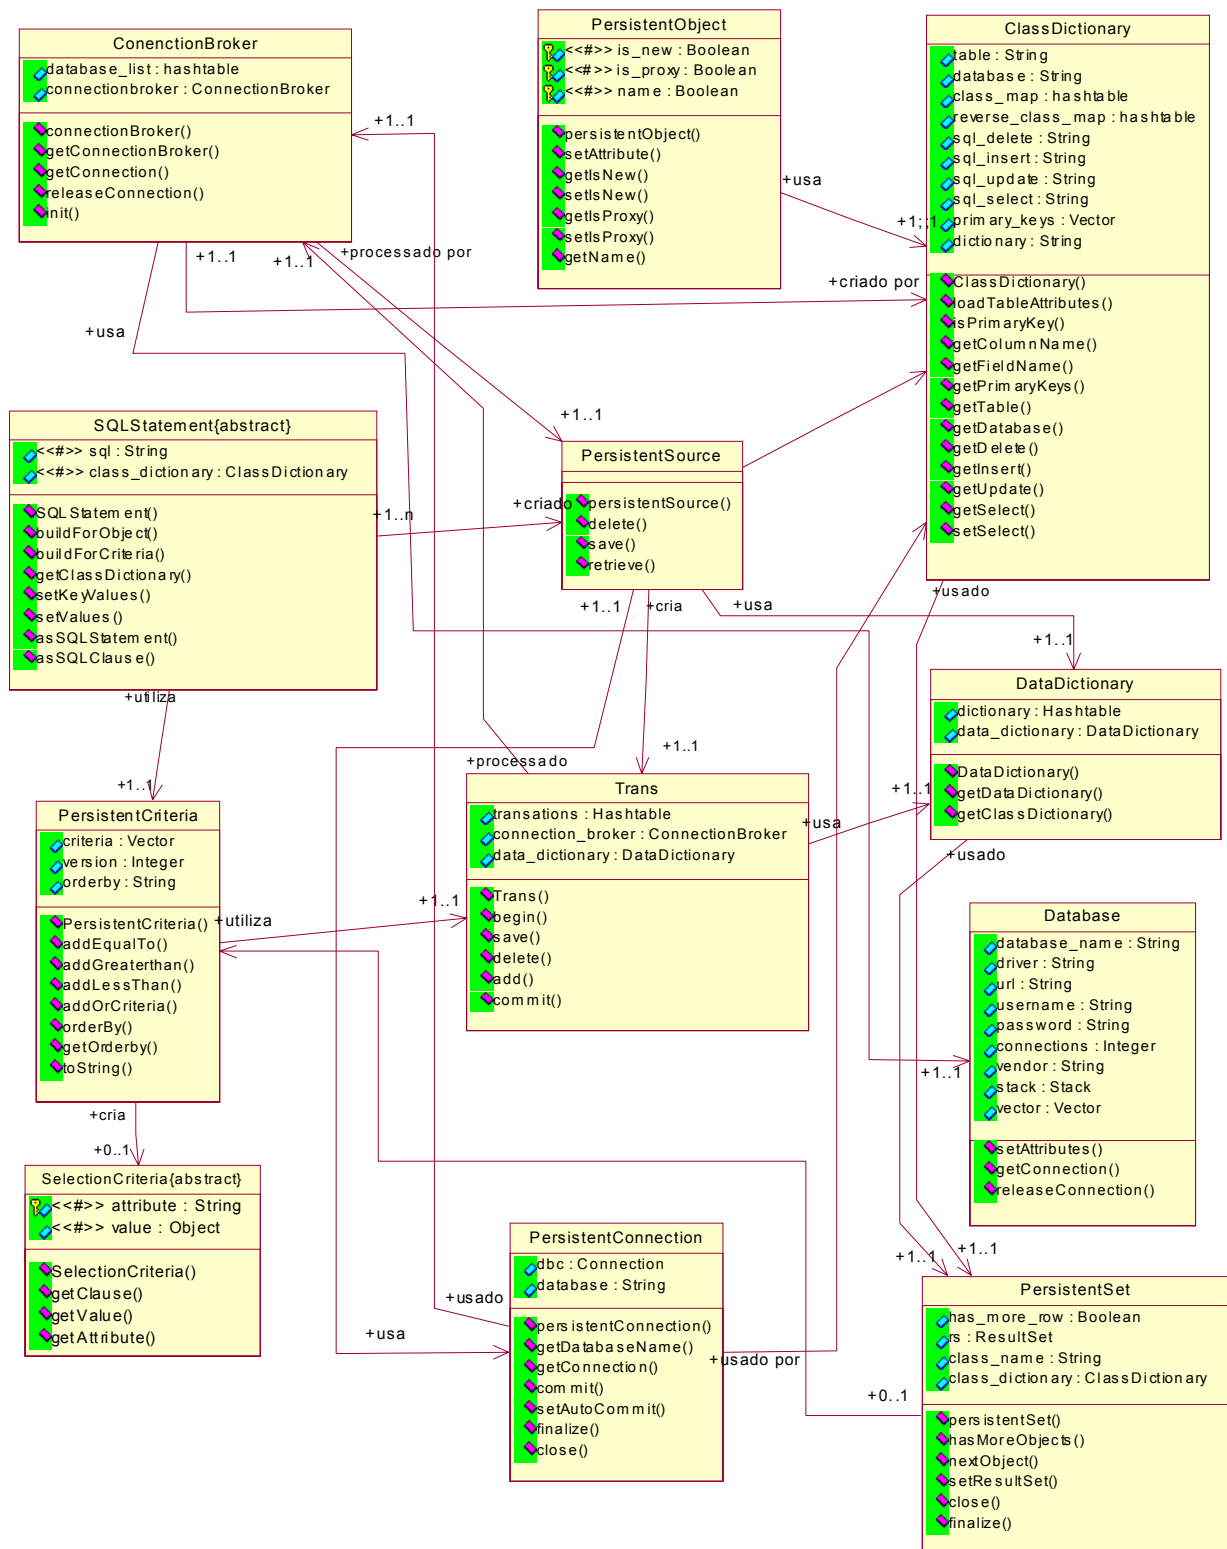 ConenctionBroker
database_list : hashtable
connectionbroker : ConnectionBroker
connectionBroker()
getConnectionBroker()
getConnection()
releaseConnection()
init()
PersistentObject
<<#>> is_new : Boolean
<<#>> is_proxy : Boolean
<<#>> name : Boolean
persistentObject()
setAttribute()
getIsNew()
setIsNew()
getIsProxy()
setIsProxy()
getName()
ClassDictionary
table : String
database : String
class_map : hashtable
reverse_class_map : hashtable
sql_delete : String
sql_insert : String
sql_update : String
sql_select : String
primary_keys : Vector
dictionary : String
ClassDictionary()
loadTableAttributes()
isPrimaryKey()
getColumnName()
getFieldName()
getPrimaryKeys()
getTable()
getDatabase()
getDelete()
getInsert()
getUpdate()
getSelect()
setSelect()
+1..1
+usa
+1;;1
+1..1
+1..1
+processado por
+criado por
+usa
+1..1
SQLStatement{abstract}
<<#>> sql : String
<<#>> class_dictionary : ClassDictionary
SQLStatement()
buildForObject()
buildForCriteria()
getClassDictionary()
setKeyValues()
setValues()
asSQLStatement()
asSQLClause()
+1..n
+criado
PersistentSource
persistentSource()
delete()
save()
retrieve()
+1..1
+cria
+usa
+usado
+1..1
+utiliza
+1..1
DataDictionary
dictionary : Hashtable
data_dictionary : DataDictionary
DataDictionary()
getDataDictionary()
getClassDictionary()
+processado
+1..1
Trans
transations : Hashtable
connection_broker : ConnectionBroker
data_dictionary : DataDictionary
Trans()
begin()
save()
delete()
add()
commit()
+1..1
+usa
+usado
PersistentCriteria
criteria : Vector
version : Integer
orderby : String
PersistentCriteria()
addEqualTo()
addGreaterthan()
addLessThan()
addOrCriteria()
orderBy()
getOrderby()
toString()
+utiliza
+1..1
Database
database_name : String
driver : String
url : String
username : String
password : String
connections : Integer
vendor : String
stack : Stack
vector : Vector
setAttributes()
getConnection()
releaseConnection()
+1..1
+cria
+0..1
SelectionCriteria{abstract}
<<#>> attribute : String
<<#>> value : Object
SelectionCriteria()
getClause()
getValue()
getAttribute()
PersistentConnection
dbc : Connection
database : String
persistentConnection()
getDatabaseName()
getConnection()
commit()
setAutoCommit()
finalize()
close()
+usado
+usa
+usado por
+1..1
+1..1
+0..1
PersistentSet
has_more_row : Boolean
rs : ResultSet
class_name : String
class_dictionary : ClassDictionary
persistentSet()
hasMoreObjects()
nextObject()
setResultSet()
close()
finalize()